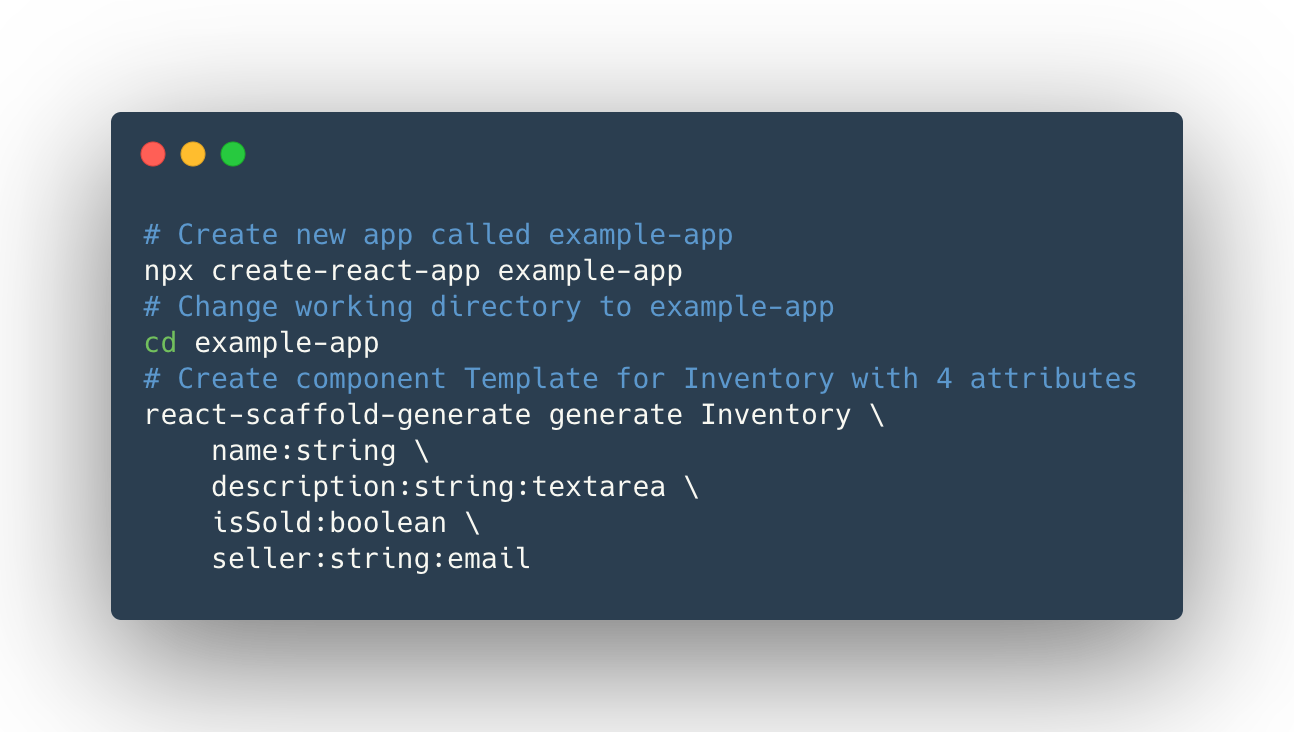 # Create new app called example-app
npx create-react-app example-app
# Change working directory to example-app
cd example-app
# Create component Template for Inventory with 4 attributes
react-scaffold-generate generate Inventory \
    name:string \
    description:string:textarea \
    isSold:boolean \
    seller:string:email